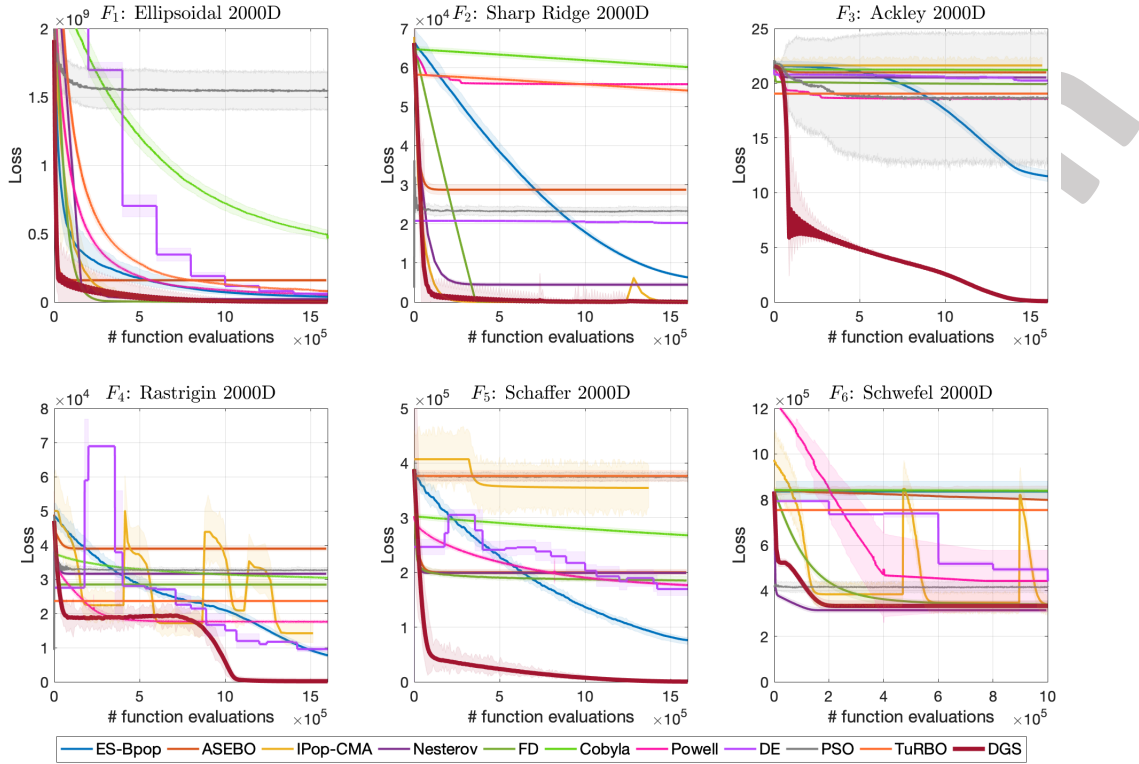 F1: Ellipsoidal 2000D
F2: Sharp Ridge 2000D
F3: Ackley 2000D
×10^9
2
1.5
1
0.5
0
Loss
0 5 10 15
# function evaluations
×10^5
×10^4
7
6
5
4
3
2
1
0
Loss
0 5 10 15
# function evaluations
×10^5
25
20
15
10
5
0
Loss
0 5 10 15
# function evaluations
×10^5
F4: Rastrigin 2000D
F5: Schaffer 2000D
F6: Schwefel 2000D
×10^4
8
7
6
5
4
3
2
1
0
Loss
0 5 10 15
# function evaluations
×10^5
×10^5
5
4
3
2
1
0
Loss
0 5 10 15
# function evaluations
×10^5
×10^5
12
10
8
6
4
2
0
Loss
0 2 4 6 8 10
# function evaluations
×10^5
ES-Bpop ASEBO IPop-CMA Nesterov FD Cobyla Powell DE PSO TuRBO DGS